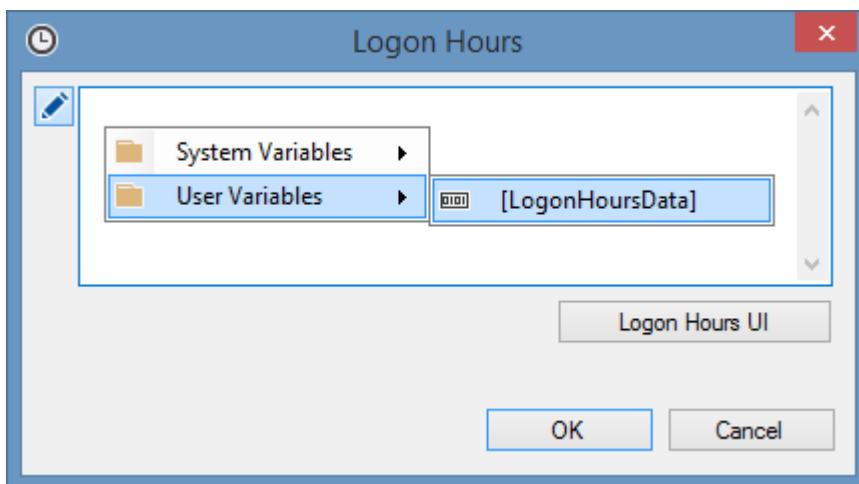 Logon Hours
System Variables
User Variables
[LogonHoursData]
Logon Hours UI
OK
Cancel